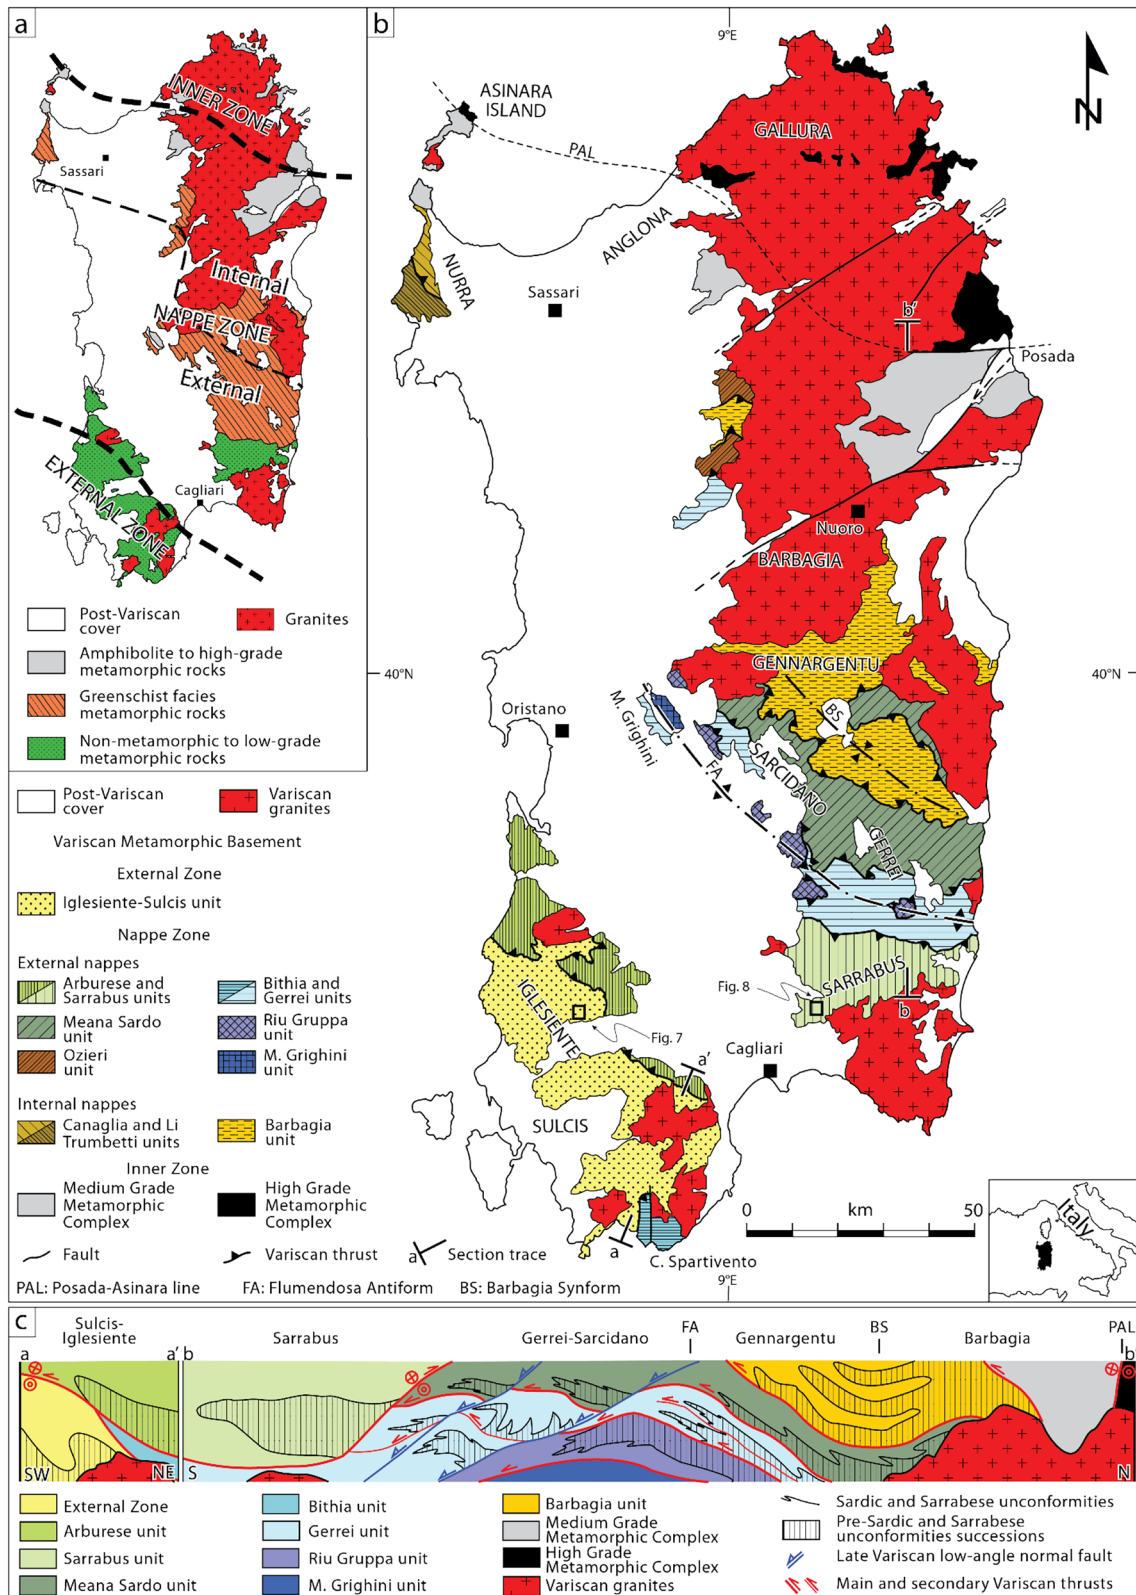 a
INNER ZONE
Sassari
Internal
NAPPE ZONE
External
EXTERNAL ZONE
Cagliari
Post-Variscan
cover
Granites
Amphibolite to high-grade
metamorphic rocks
Greenschist facies
metamorphic rocks
Non-metamorphic to low-grade
metamorphic rocks
b
9°E
N
ASINARA
ISLAND
GALLURA
PAL
ANGLONA
NURRA
Sassari
b'
Posada
Nuoro
BARBAGIA
40°N
40°N
GENNARGENTU
BS
M. Grighini
Oristano
SARCIDANO
FA
GERREI
SARRABUS
Fig. 8
b
IGLESIENTE
Fig. 7
Cagliari
a'
SULCIS
a
C. Spartivento
0
km
50
9°E
Italy
Post-Variscan
cover
Variscan
granites
Variscan Metamorphic Basement
External Zone
Iglesiente-Sulcis unit
Nappe Zone
External nappes
Arburese and
Sarrabus units
Bithia and
Gerrei units
Meana Sardo
unit
Riu Gruppa
unit
Ozieri
unit
M. Grighini
unit
Internal nappes
Canaglia and Li
Trumbetti units
Barbagia
unit
Inner Zone
Medium Grade
Metamorphic
Complex
High Grade
Metamorphic
Complex
Fault
Variscan thrust
a
Section trace
PAL: Posada-Asinara line
FA: Flumendosa Antiform
BS: Barbagia Synform
c
Sulcis-
Iglesiente
Sarrabus
Gerrei-Sarcidano
FA
Gennargentu
BS
Barbagia
PAL
a
a'
b
b'
SW
NE
S
N
External Zone
Bithia unit
Barbagia unit
Sardic and Sarrabese unconformities
Arburese unit
Gerrei unit
Medium Grade
Metamorphic Complex
Pre-Sardic and Sarrabese
unconformities successions
Sarrabus unit
Riu Gruppa unit
High Grade
Metamorphic Complex
Late Variscan low-angle normal fault
Meana Sardo unit
M. Grighini unit
Variscan granites
Main and secondary Variscan thrusts